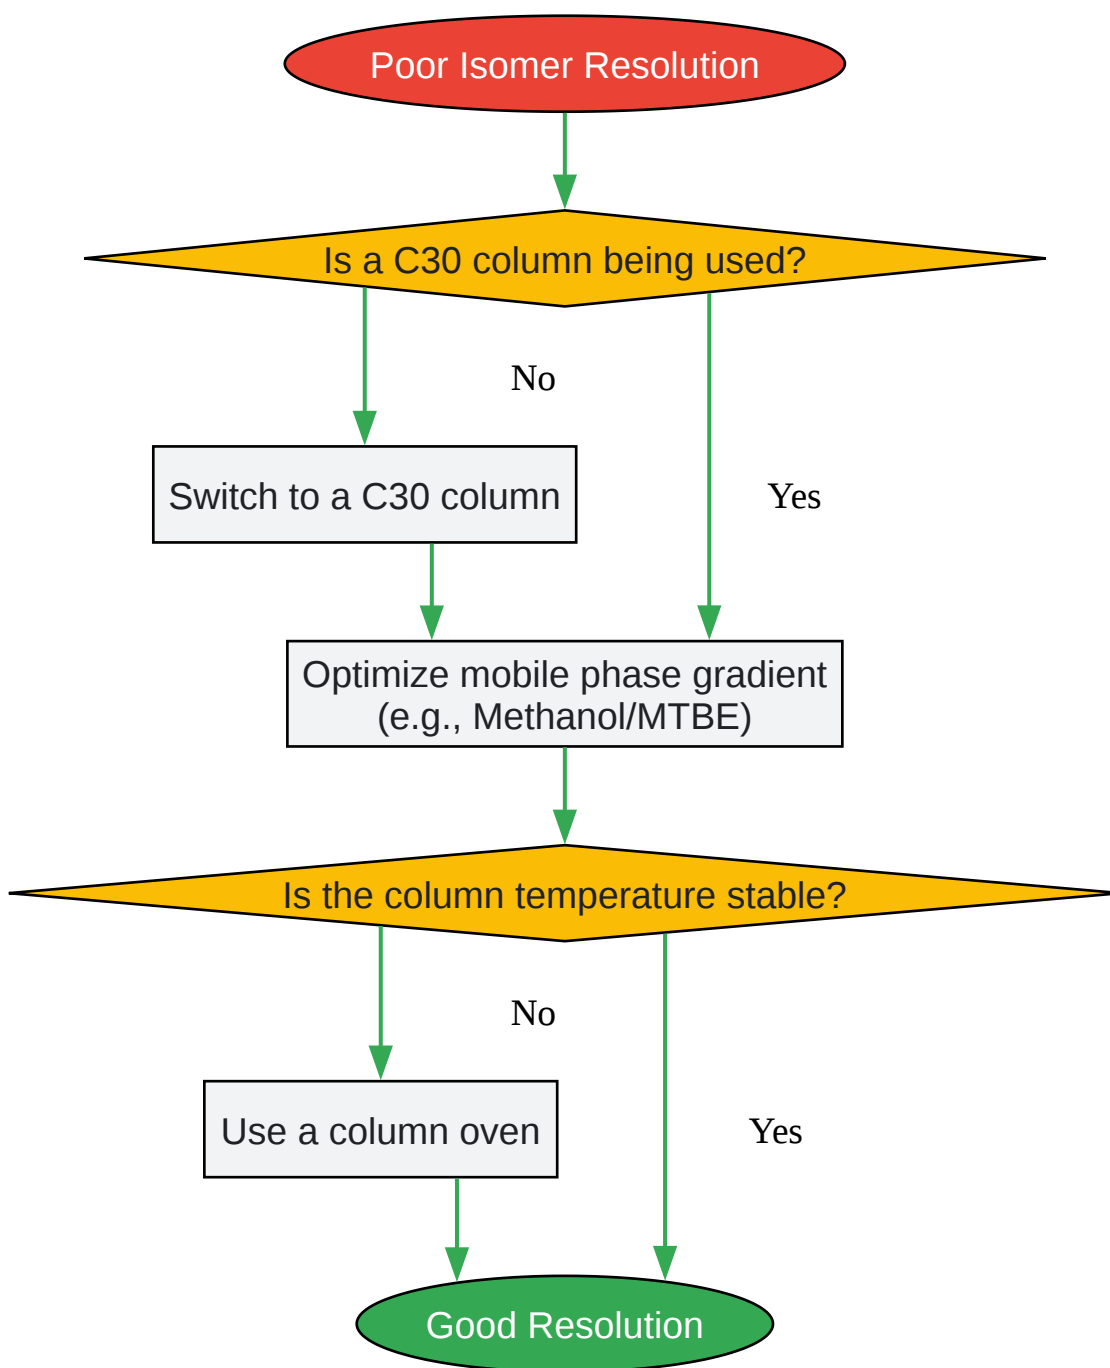 Poor Isomer Resolution
Is a C30 column being used?
No
Switch to a C30 column
Yes
Optimize mobile phase gradient
(e.g., Methanol/MTBE)
Is the column temperature stable?
No
Use a column oven
Yes
Good Resolution